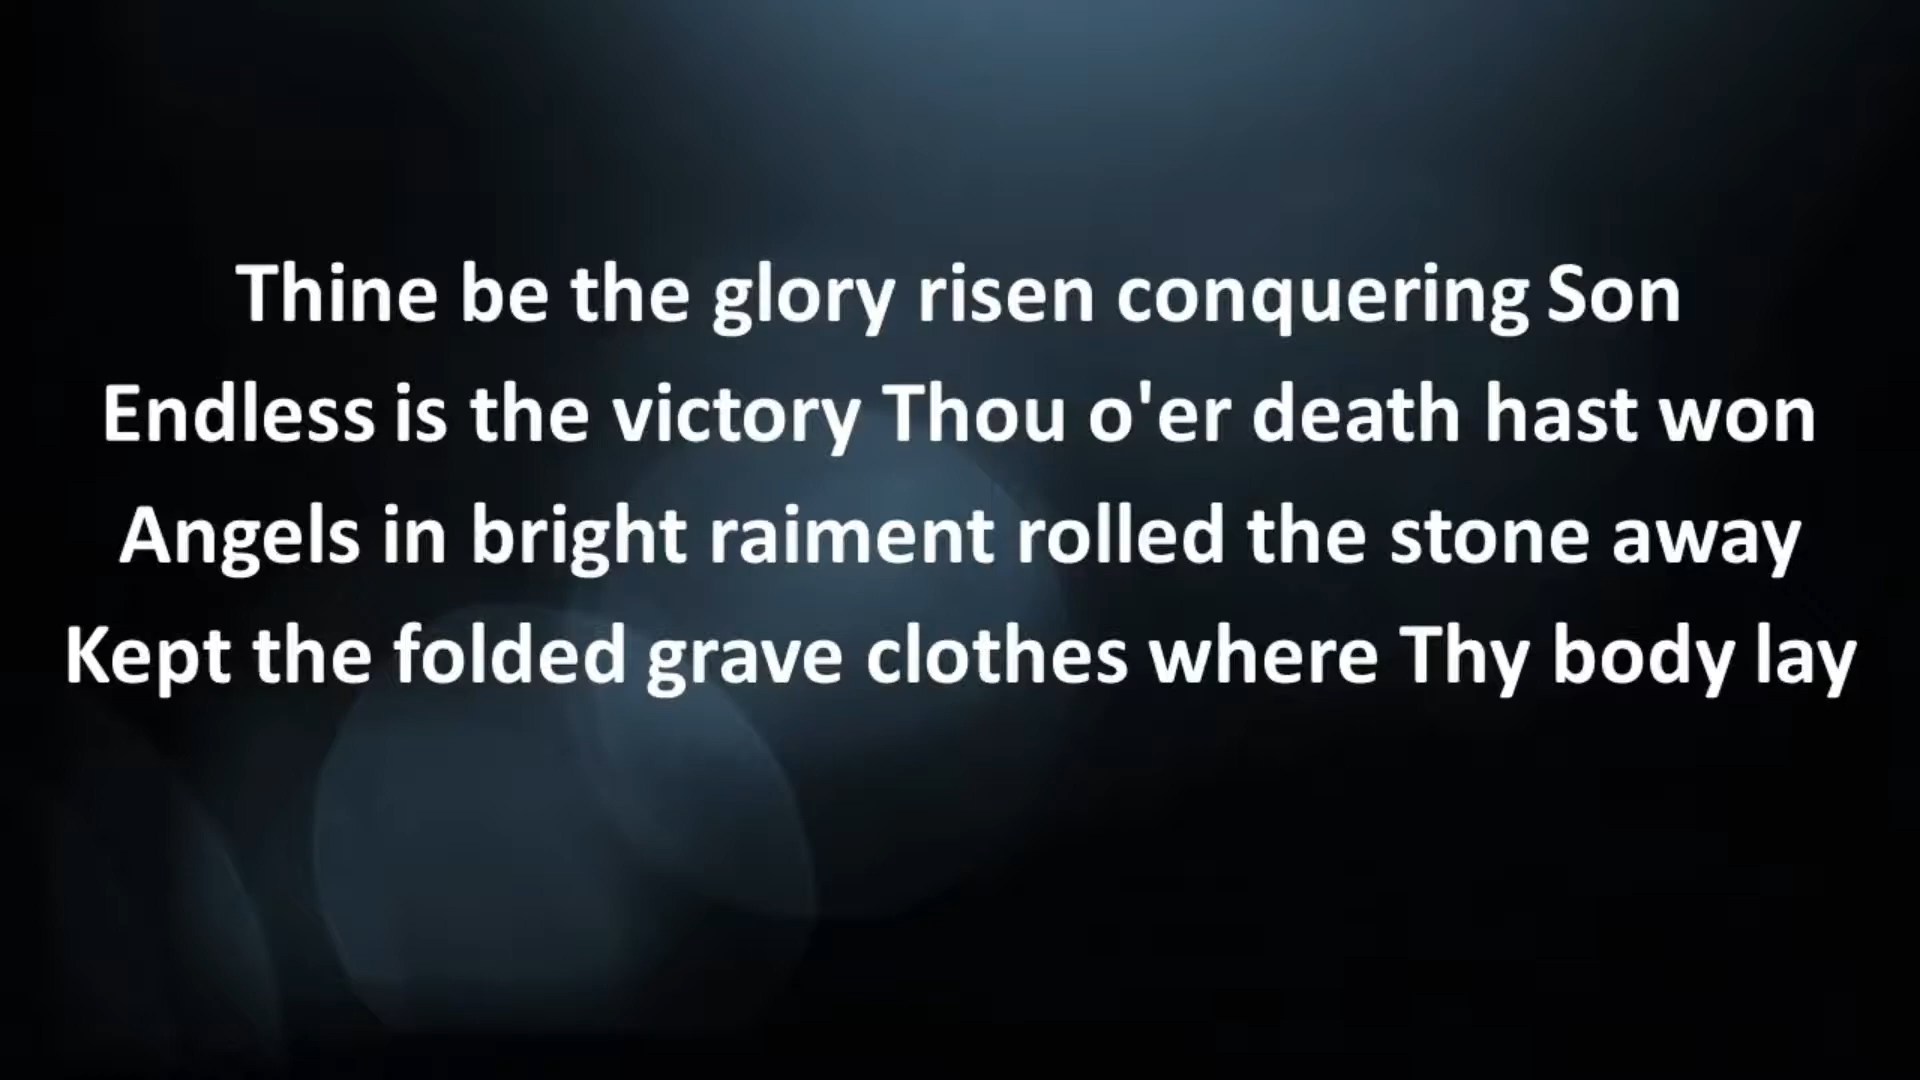 Thine be the glory risen conquering Son
Endless is the victory Thou o'er death hast won
Angels in bright raiment rolled the stone away
Kept the folded grave clothes where Thy body lay